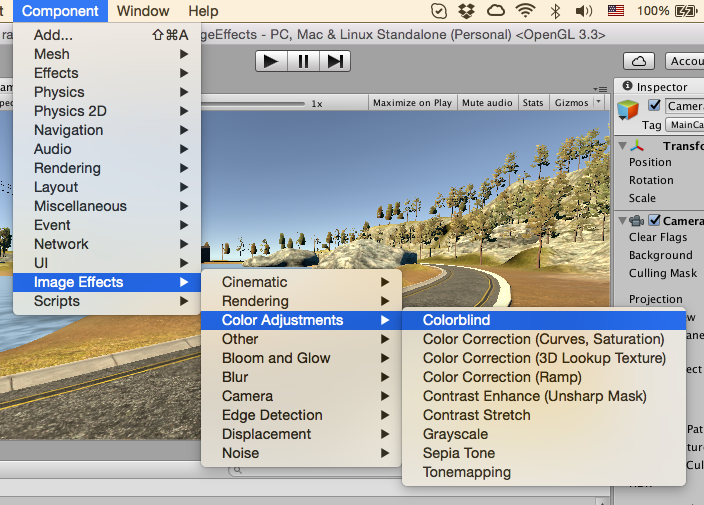 Component Window 100%
ageEffects - PC, Mac & Linux Standalone (Personal) <OpenGL 3.3>
Add... ⇧⌘A
Mesh
Effects
Physics
Physics 2D
Navigation
Audio
Rendering
Layout
Miscellaneous
Event
Network
UI
Image Effects
Scripts
1x Maximize on Play Mute audio Stats Gizmos
Cinematic
Rendering
Color Adjustments
Other
Bloom and Glow
Blur
Camera
Edge Detection
Displacement
Noise
Colorblind
Color Correction (Curves, Saturation)
Color Correction (3D Lookup Texture)
Color Correction (Ramp)
Contrast Enhance (Unsharp Mask)
Contrast Stretch
Grayscale
Sepia Tone
Tonemapping
Accou
Inspector
Camera
Tag MainCa
Transfo
Position
Rotation
Scale
Camera
Clear Flags
Background
Culling Mask
Projection